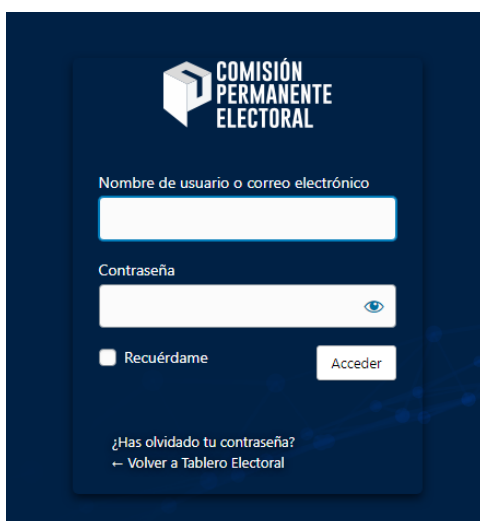 COMISIÓN
PERMANENTE
ELECTORAL
Nombre de usuario o correo electrónico
Contraseña
Recuérdame
Acceder
¿Has olvidado tu contraseña?
← Volver a Tablero Electoral